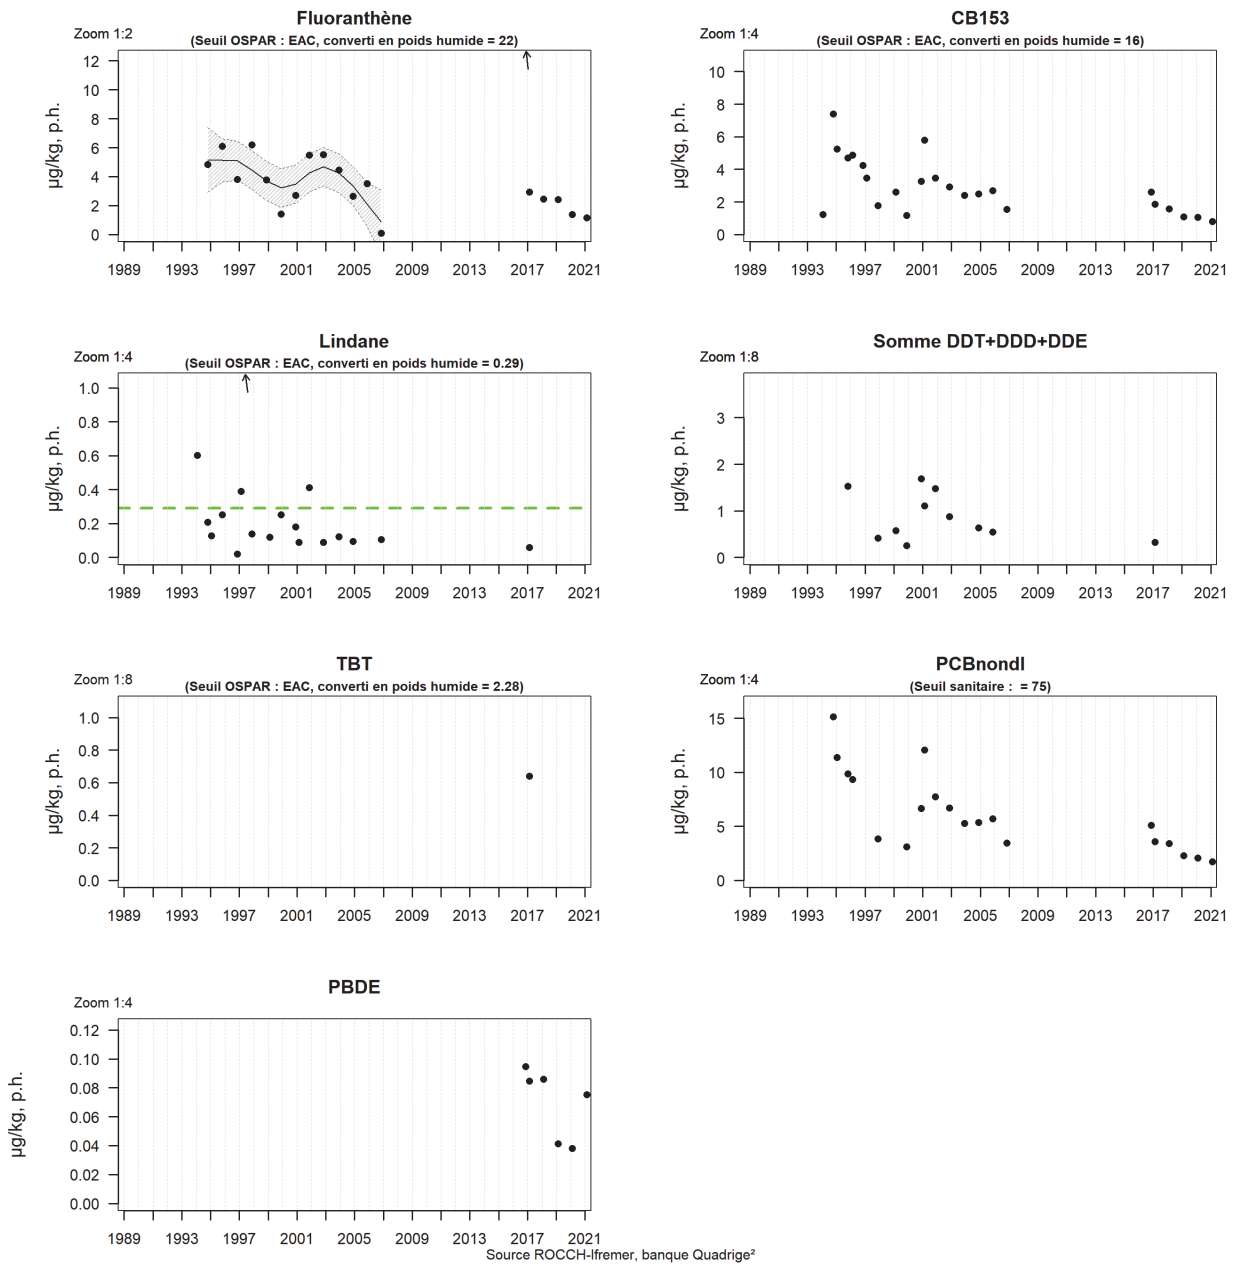 Fluoranthène
Zoom 1:2
(Seuil OSPAR : EAC, converti en poids humide = 22)
µg/kg, p.h.
12
10
8
6
4
2
0
1989 1993 1997 2001 2005 2009 2013 2017 2021
CB153
Zoom 1:4
(Seuil OSPAR : EAC, converti en poids humide = 16)
µg/kg, p.h.
10
8
6
4
2
0
1989 1993 1997 2001 2005 2009 2013 2017 2021
Lindane
Zoom 1:4
(Seuil OSPAR : EAC, converti en poids humide = 0.29)
µg/kg, p.h.
1.0
0.8
0.6
0.4
0.2
0.0
1989 1993 1997 2001 2005 2009 2013 2017 2021
Somme DDT+DDD+DDE
Zoom 1:8
µg/kg, p.h.
3
2
1
0
1989 1993 1997 2001 2005 2009 2013 2017 2021
TBT
Zoom 1:8
(Seuil OSPAR : EAC, converti en poids humide = 2.28)
µg/kg, p.h.
1.0
0.8
0.6
0.4
0.2
0.0
1989 1993 1997 2001 2005 2009 2013 2017 2021
PCBnondl
Zoom 1:4
(Seuil sanitaire : = 75)
µg/kg, p.h.
15
10
5
0
1989 1993 1997 2001 2005 2009 2013 2017 2021
PBDE
Zoom 1:4
µg/kg, p.h.
0.12
0.10
0.08
0.06
0.04
0.02
0.00
1989 1993 1997 2001 2005 2009 2013 2017 2021
Source ROCCH-Ifremer, banque Quadrige²